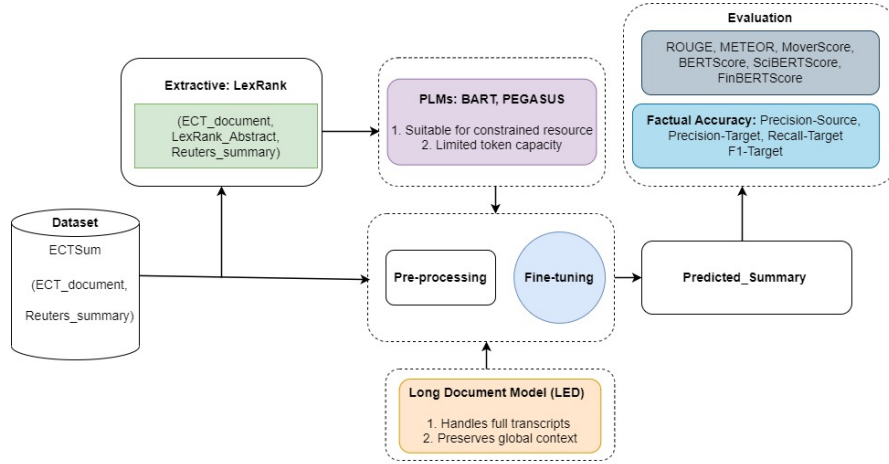 Evaluation
ROUGE, METEOR, MoverScore,
BERTScore, SciBERTScore,
FinBERTScore
Factual Accuracy: Precision-Source,
Precision-Target, Recall-Target
F1-Target
Extractive: LexRank
(ECT_document,
LexRank_Abstract,
Reuters_summary)
PLMs: BART, PEGASUS
1. Suitable for constrained resource
2. Limited token capacity
Dataset
ECTSum
(ECT_document,
Reuters_summary)
Pre-processing
Fine-tuning
Predicted_Summary
Long Document Model (LED)
1. Handles full transcripts
2. Preserves global context